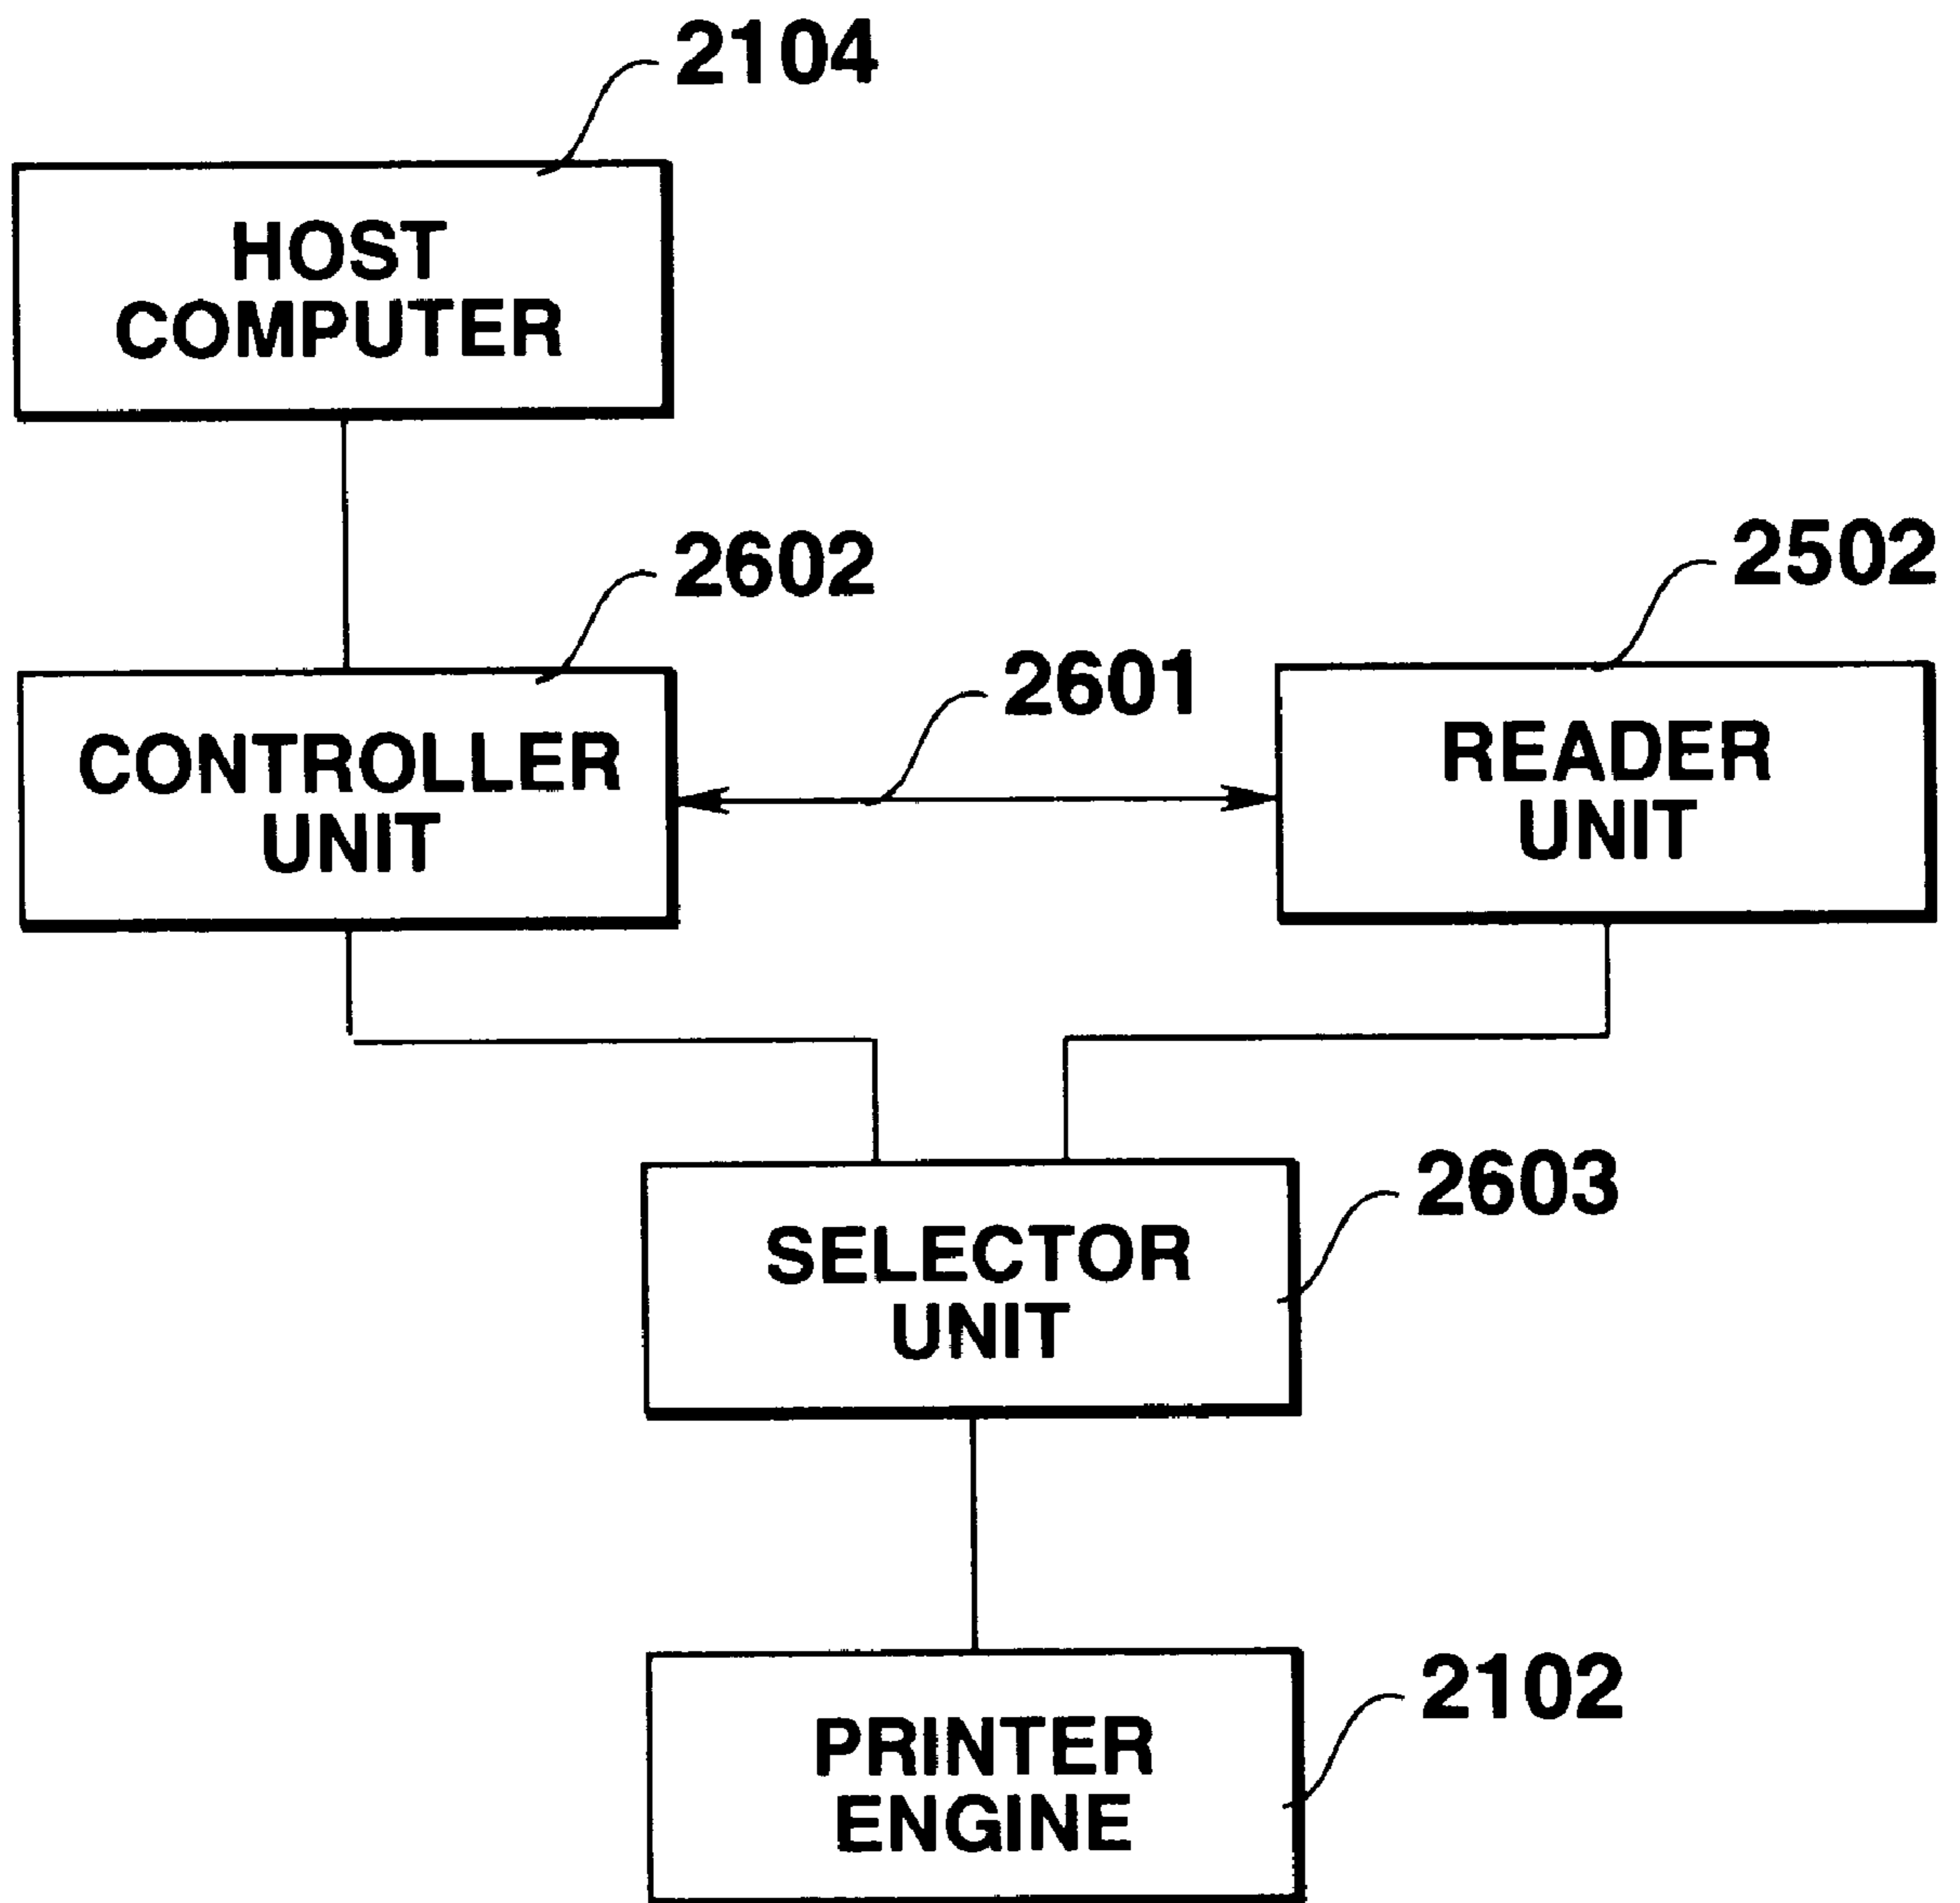 2104
HOST
COMPUTER
2602
2502
2601
CONTROLLER
UNIT
READER
UNIT
2603
SELECTOR
UNIT
2102
PRINTER
ENGINE